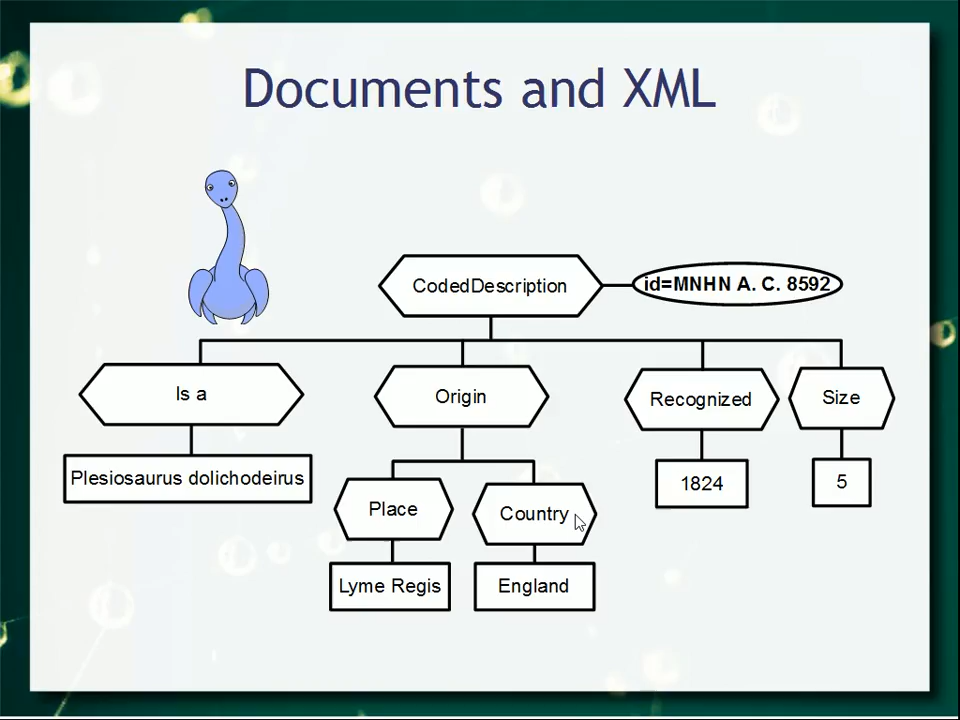 Documents and XML
CodedDescription
id=MNHN A. C. 8592
Is a
Origin
Recognized
Size
Plesiosaurus dolichodeirus
Place
Country
1824
5
Lyme Regis
England